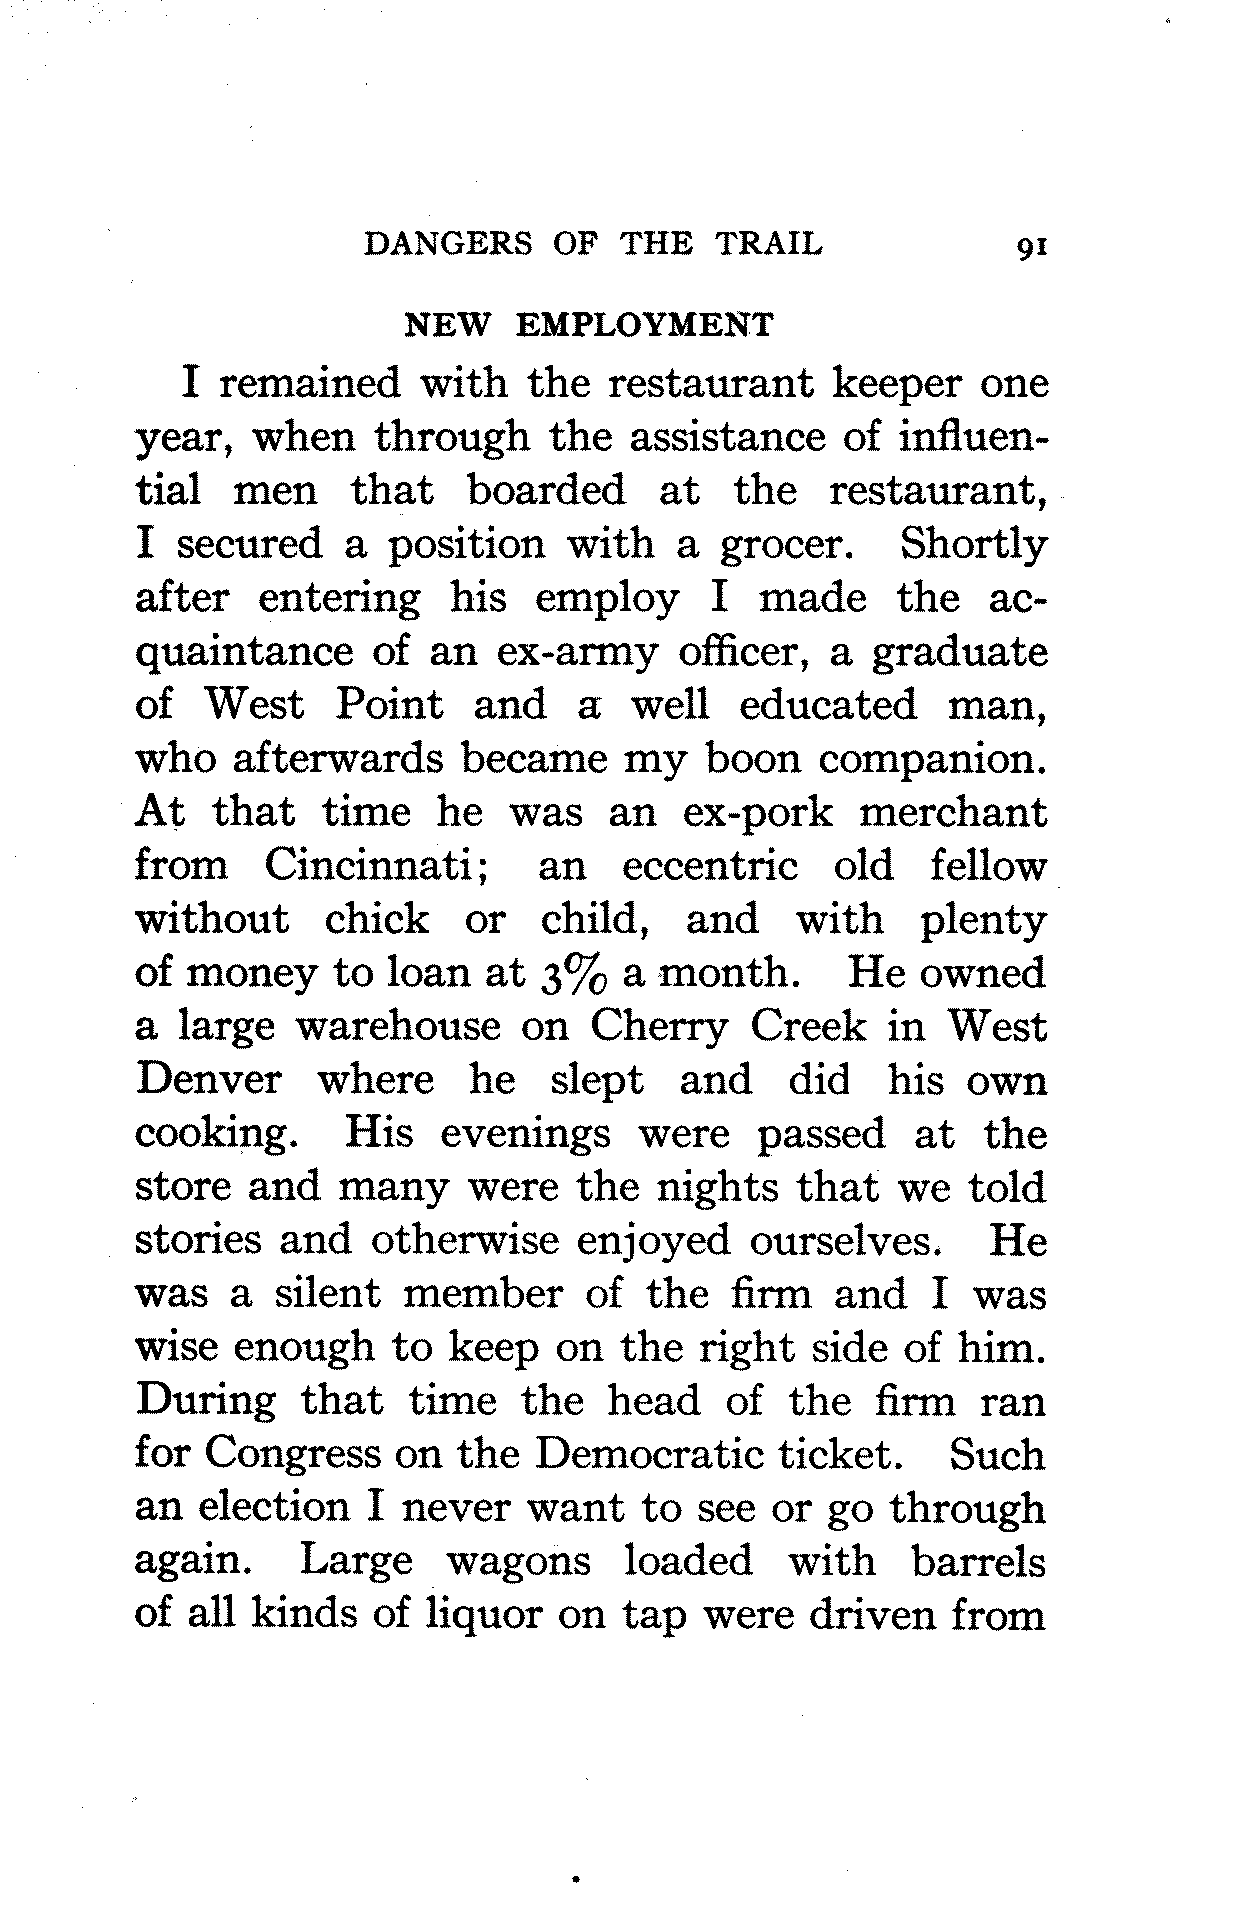 DANGERS OF THE TRAIL 91
NEW EMPLOYMENT
I remained with the restaurant keeper one
year, when through the assistance of influen-
tial men that boarded at the restaurant,
I secured a position with a grocer. Shortly
after entering his employ I made the ac-
quaintance of an ex-army officer, a graduate
of West Point and a well educated man,
who afterwards became my boon companion.
At that time he was an ex-pork merchant
from Cincinnati; an eccentric old fellow
without chick or child, and with plenty
of money to loan at 3% a month. He owned
a large warehouse on Cherry Creek in West
Denver where he slept and did his own
cooking. His evenings were passed at the
store and many were the nights that we told
stories and otherwise enjoyed ourselves. He
was a silent member of the firm and I was
wise enough to keep on the right side of him.
During that time the head of the firm ran
for Congress on the Democratic ticket. Such
an election I never want to see or go through
again. Large wagons loaded with barrels
of all kinds of liquor on tap were driven from